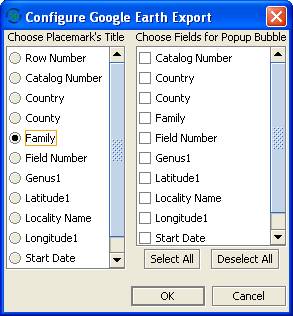 Configure Google Earth Export
Choose Placemark's Title
Row Number
Catalog Number
Country
County
Family
Field Number
Genus1
Latitude1
Locality Name
Longitude1
Start Date
Choose Fields for Popup Bubble
Catalog Number
Country
County
Family
Field Number
Genus1
Latitude1
Locality Name
Longitude1
Start Date
Select All
Deselect All
OK
Cancel